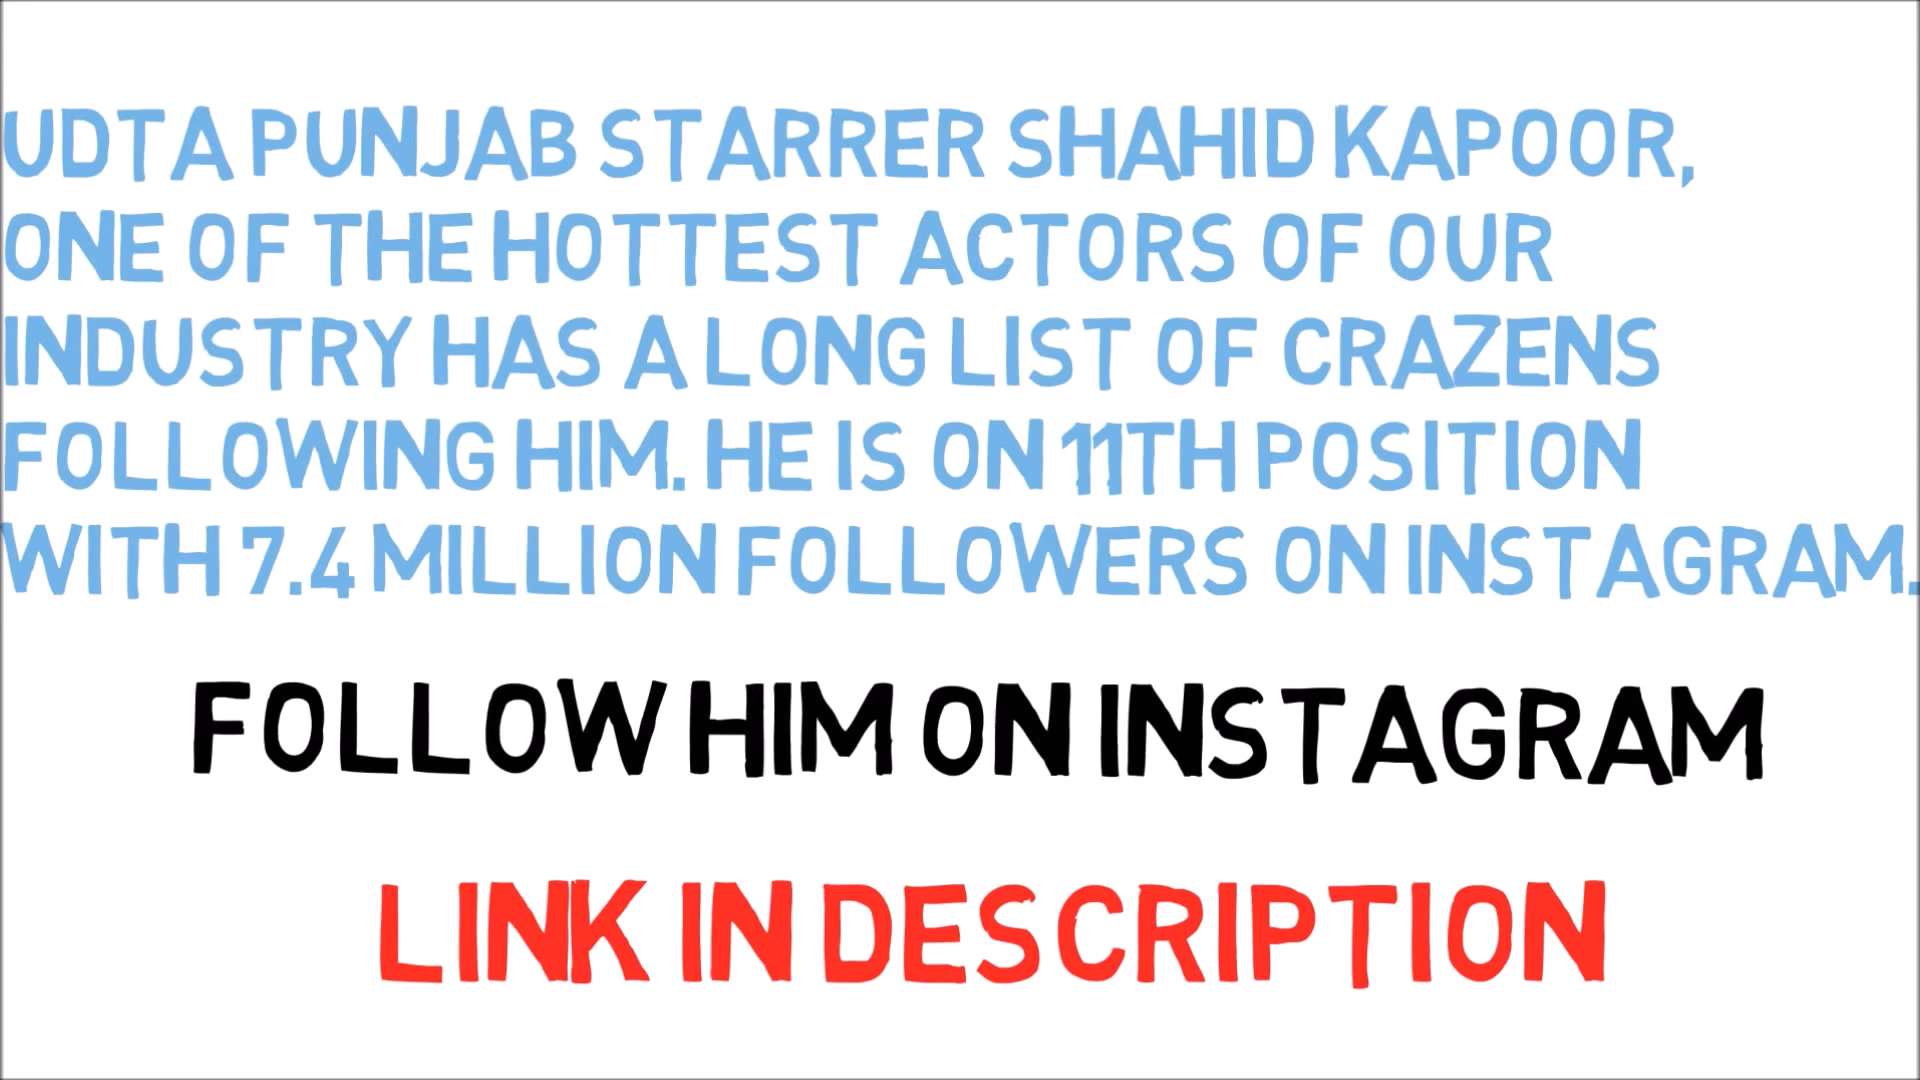 UDTA PUNJAB STARRER SHAHID KAPOOR,
ONE OF THE HOTTEST ACTORS OF OUR
INDUSTRY HAS A LONG LIST OF CRAZENS
FOLLOWING HIM. HE IS ON 11TH POSITION
WITH 7.4 MILLION FOLLOWERS ON INSTAGRAM.
FOLLOW HIM ON INSTAGRAM
LINK IN DESCRIPTION